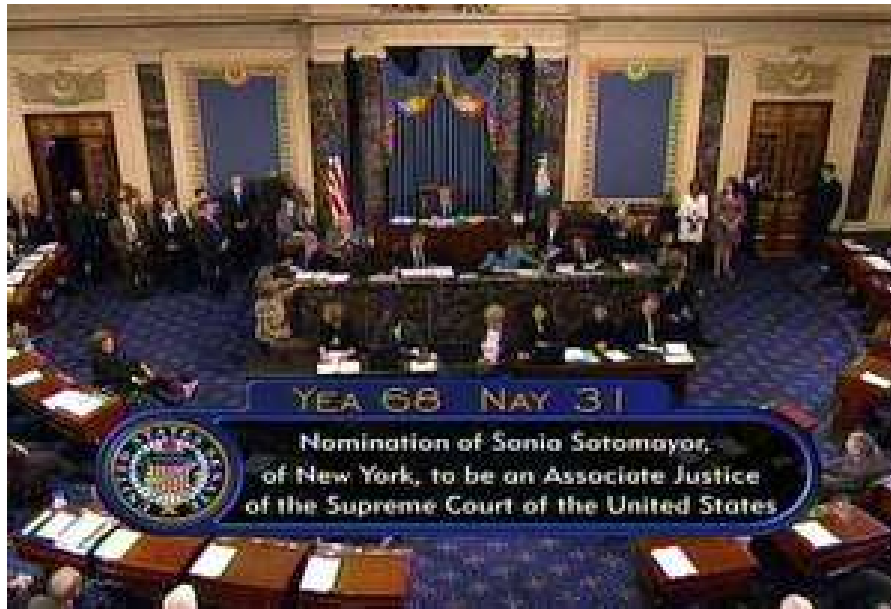 YEA 68 NAY 31
Nomination of Sonia Sotomayor,
of New York, to be an Associate Justice
of the Supreme Court of the United States